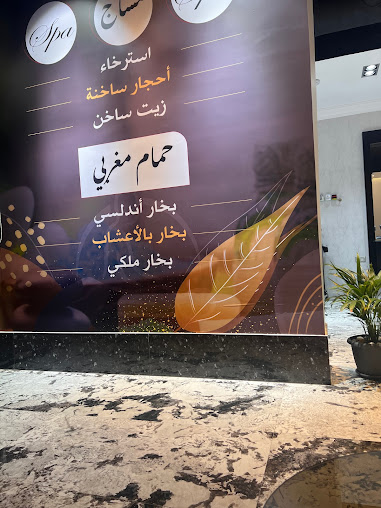 Spa
مساج
استرخاء
أحجار ساخنة
زيت ساخن
حمام مغربي
بخار أندلسي
بخار بالأعشاب
بخار ملكي